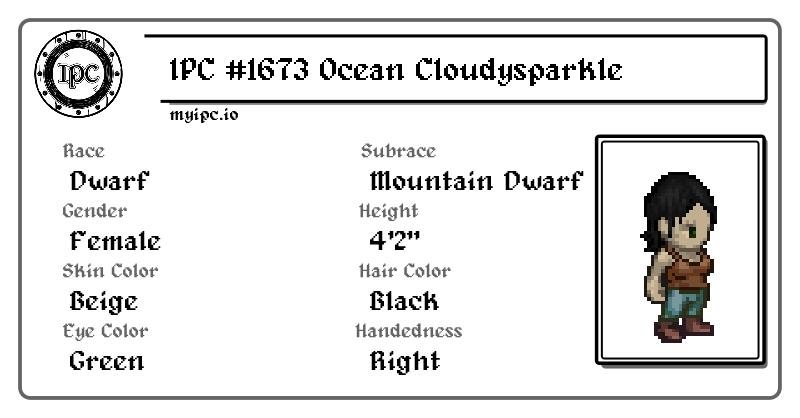 IPC
IPC #1673 Ocean Cloudysparkle
myipc.io
Race
Dwarf
Subrace
Mountain Dwarf
Gender
Female
Height
4'2"
Skin Color
Beige
Hair Color
Black
Eye Color
Green
Handedness
Right